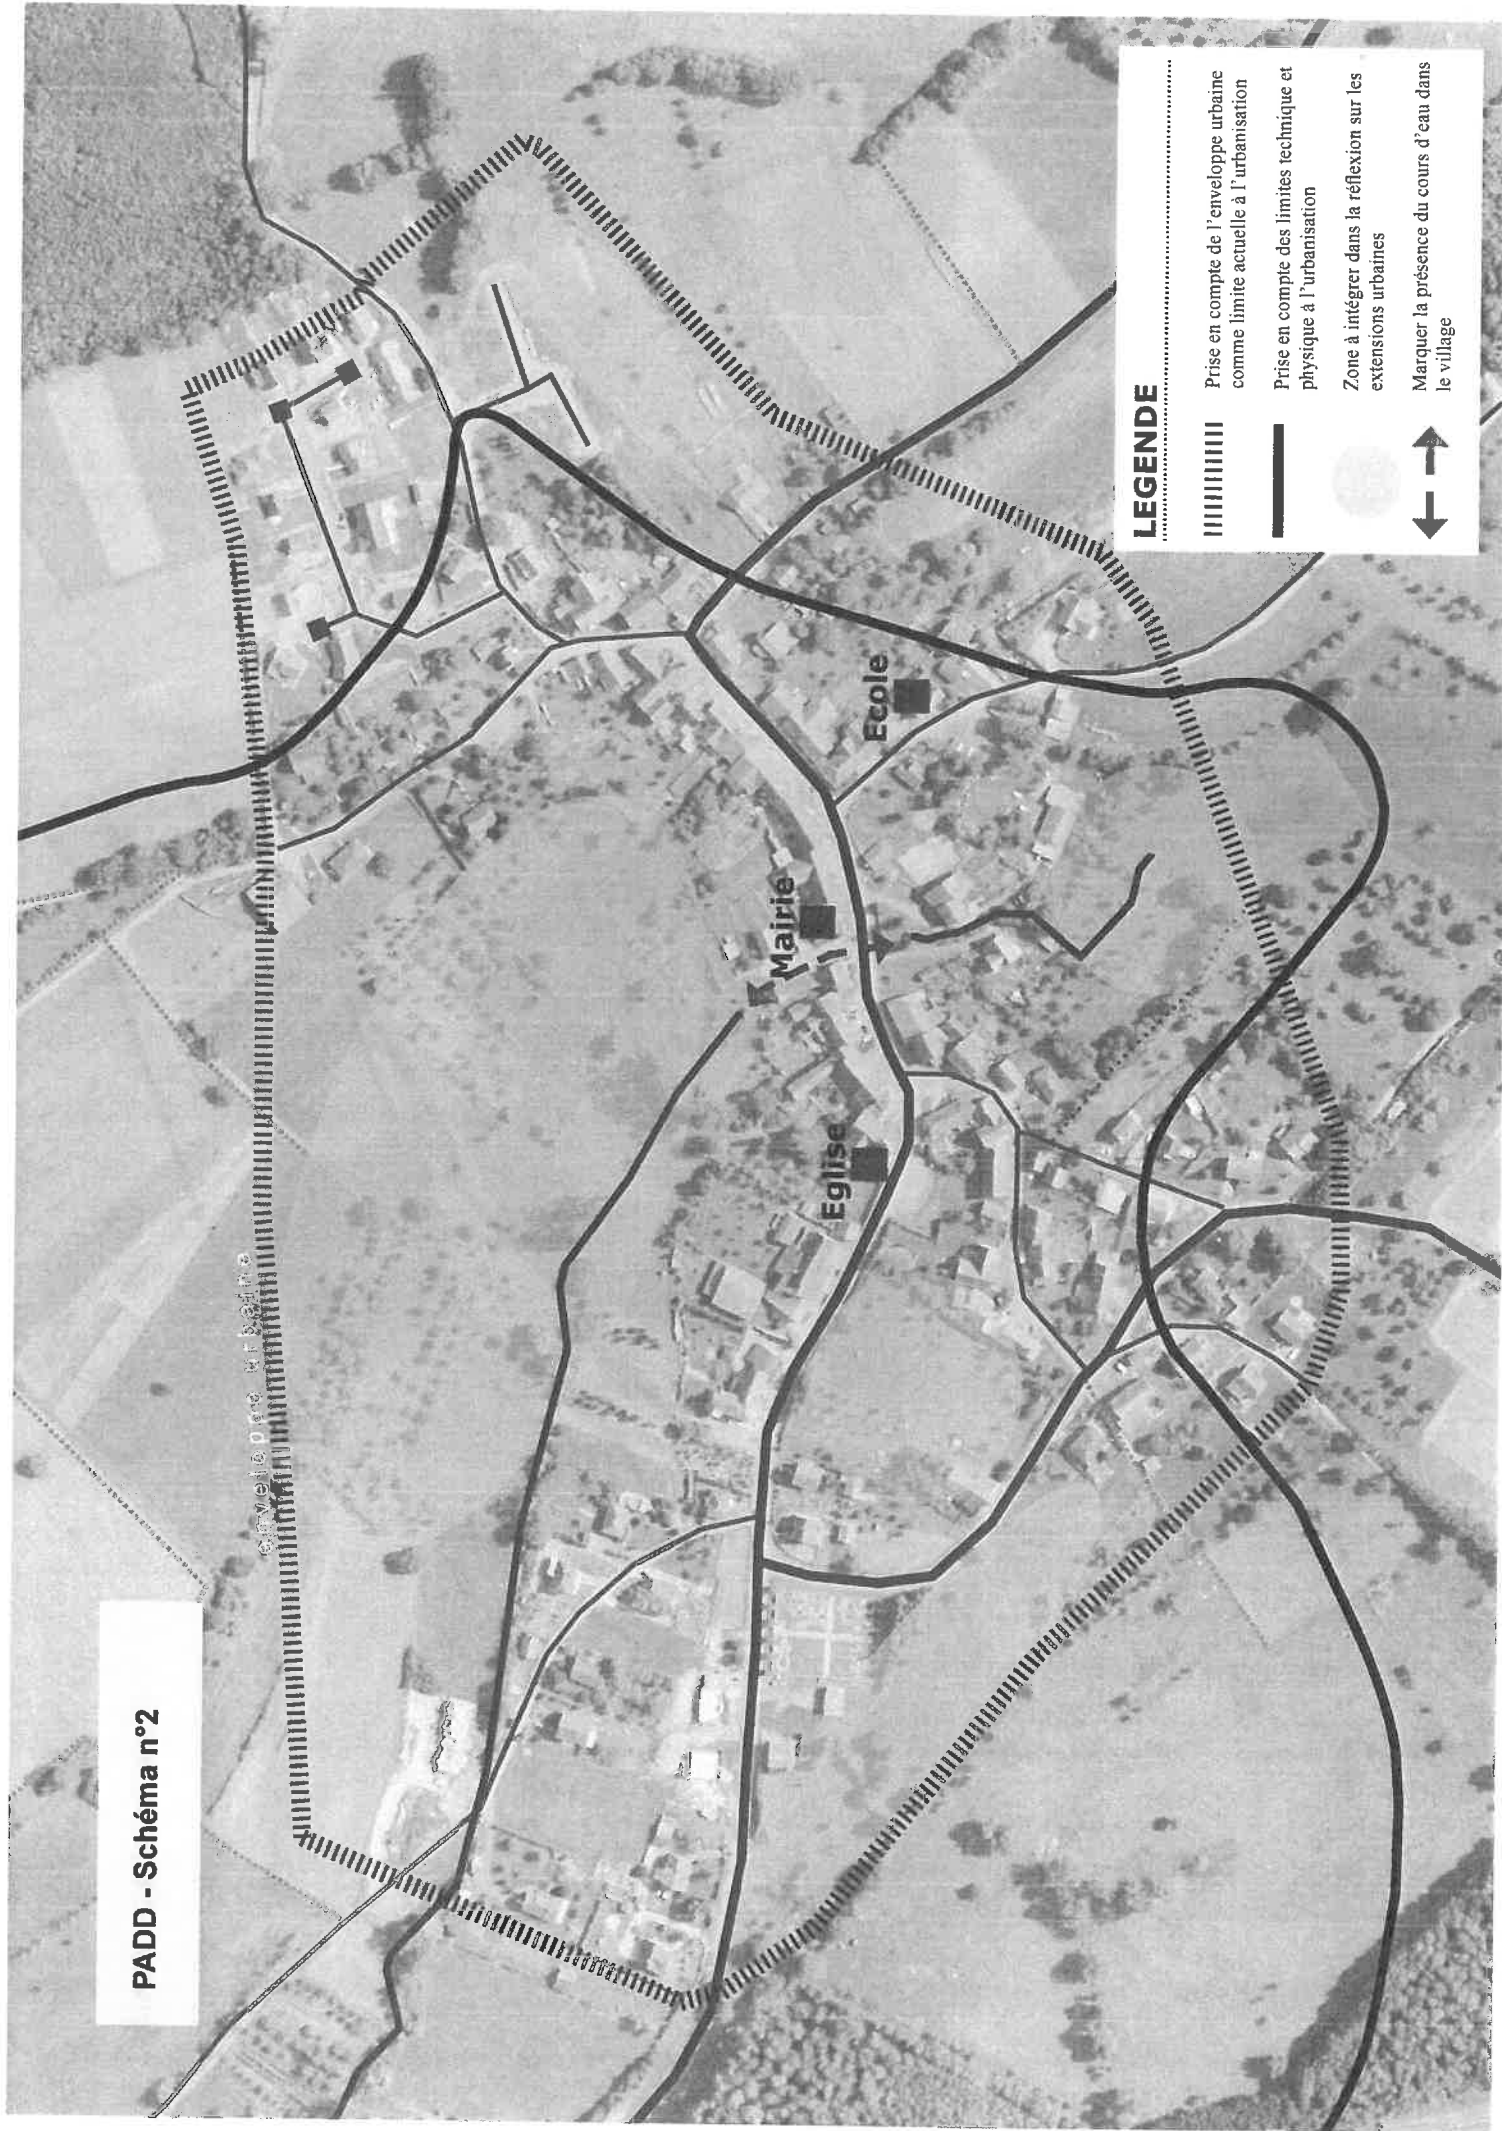 PADD - Schéma n°2
enveloppe urbaine
Mairie
Ecole
Eglise
LEGENDE
Prise en compte de l'enveloppe urbaine
comme limite actuelle à l'urbanisation
Prise en compte des limites technique et
physique à l'urbanisation
Zone à intégrer dans la réflexion sur les
extensions urbaines
Marquer la présence du cours d'eau dans
le village